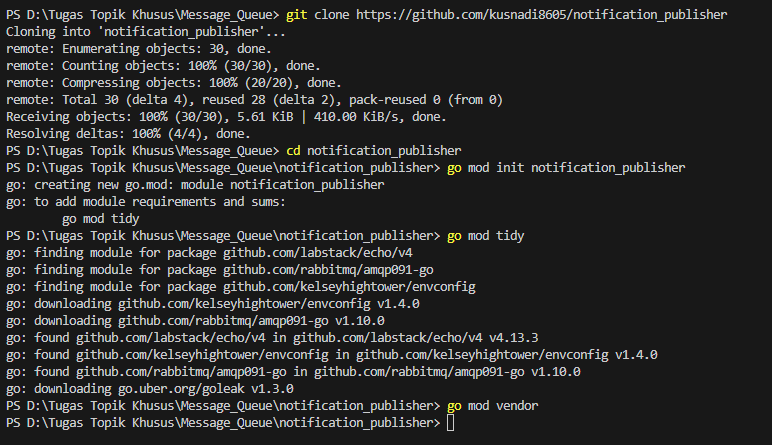 PS D:\Tugas Topik Khusus\Message_Queue> git clone https://github.com/kusnadi8605/notification_publisher
Cloning into 'notification_publisher'...
remote: Enumerating objects: 30, done.
remote: Counting objects: 100% (30/30), done.
remote: Compressing objects: 100% (20/20), done.
remote: Total 30 (delta 4), reused 28 (delta 2), pack-reused 0 (from 0)
Receiving objects: 100% (30/30), 5.61 KiB | 410.00 KiB/s, done.
Resolving deltas: 100% (4/4), done.
PS D:\Tugas Topik Khusus\Message_Queue> cd notification_publisher
PS D:\Tugas Topik Khusus\Message_Queue\notification_publisher> go mod init notification_publisher
go: creating new go.mod: module notification_publisher
go: to add module requirements and sums:
        go mod tidy
PS D:\Tugas Topik Khusus\Message_Queue\notification_publisher> go mod tidy
go: finding module for package github.com/labstack/echo/v4
go: finding module for package github.com/rabbitmq/amqp091-go
go: finding module for package github.com/kelseyhightower/envconfig
go: downloading github.com/kelseyhightower/envconfig v1.4.0
go: downloading github.com/rabbitmq/amqp091-go v1.10.0
go: found github.com/labstack/echo/v4 in github.com/labstack/echo/v4 v4.13.3
go: found github.com/kelseyhightower/envconfig in github.com/kelseyhightower/envconfig v1.4.0
go: found github.com/rabbitmq/amqp091-go in github.com/rabbitmq/amqp091-go v1.10.0
go: downloading go.uber.org/goleak v1.3.0
PS D:\Tugas Topik Khusus\Message_Queue\notification_publisher> go mod vendor
PS D:\Tugas Topik Khusus\Message_Queue\notification_publisher>